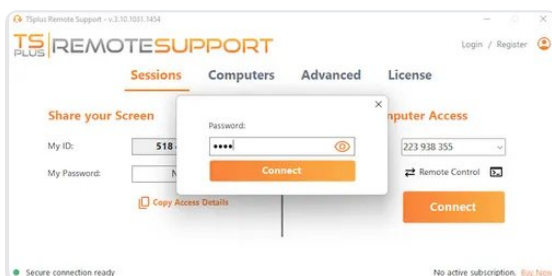 TSplus Remote Support - v.3.10.1031.1454
TS PLUS REMOTESUPPORT
Login / Register
Sessions Computers Advanced License
Share your Screen
nputer Access
Password:
••••
Connect
My ID:
518
223 938 355
My Password:
N
Remote Control
Copy Access Details
Connect
Secure connection ready
No active subscription. Buy Now